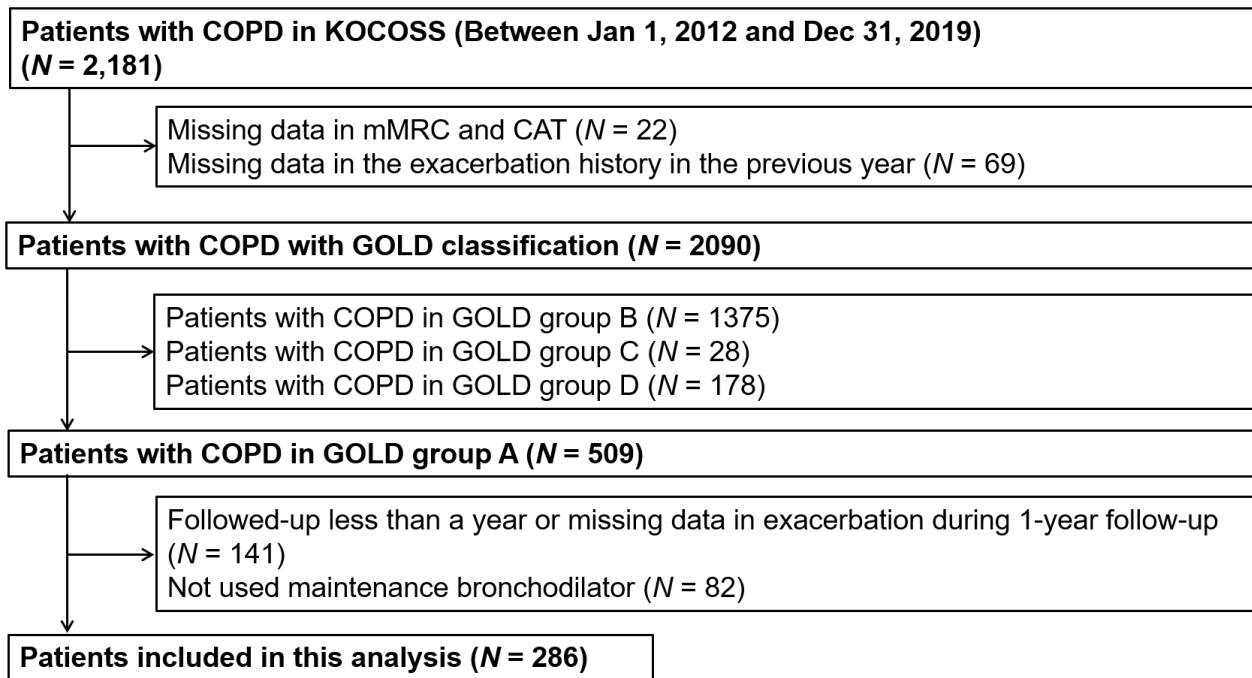 Patients with COPD in KOCOSS (Between Jan 1, 2012 and Dec 31, 2019)
(N = 2,181)
Missing data in mMRC and CAT (N = 22)
Missing data in the exacerbation history in the previous year (N = 69)
Patients with COPD with GOLD classification (N = 2090)
Patients with COPD in GOLD group B (N = 1375)
Patients with COPD in GOLD group C (N = 28)
Patients with COPD in GOLD group D (N = 178)
Patients with COPD in GOLD group A (N = 509)
Followed-up less than a year or missing data in exacerbation during 1-year follow-up
(N = 141)
Not used maintenance bronchodilator (N = 82)
Patients included in this analysis (N = 286)